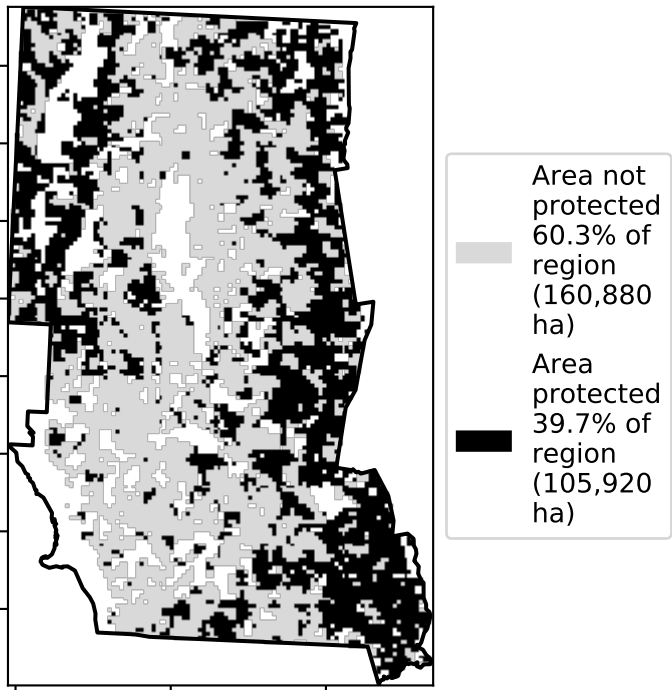 Area not
protected
60.3% of
region
(160,880
ha)
Area
protected
39.7% of
region
(105,920
ha)